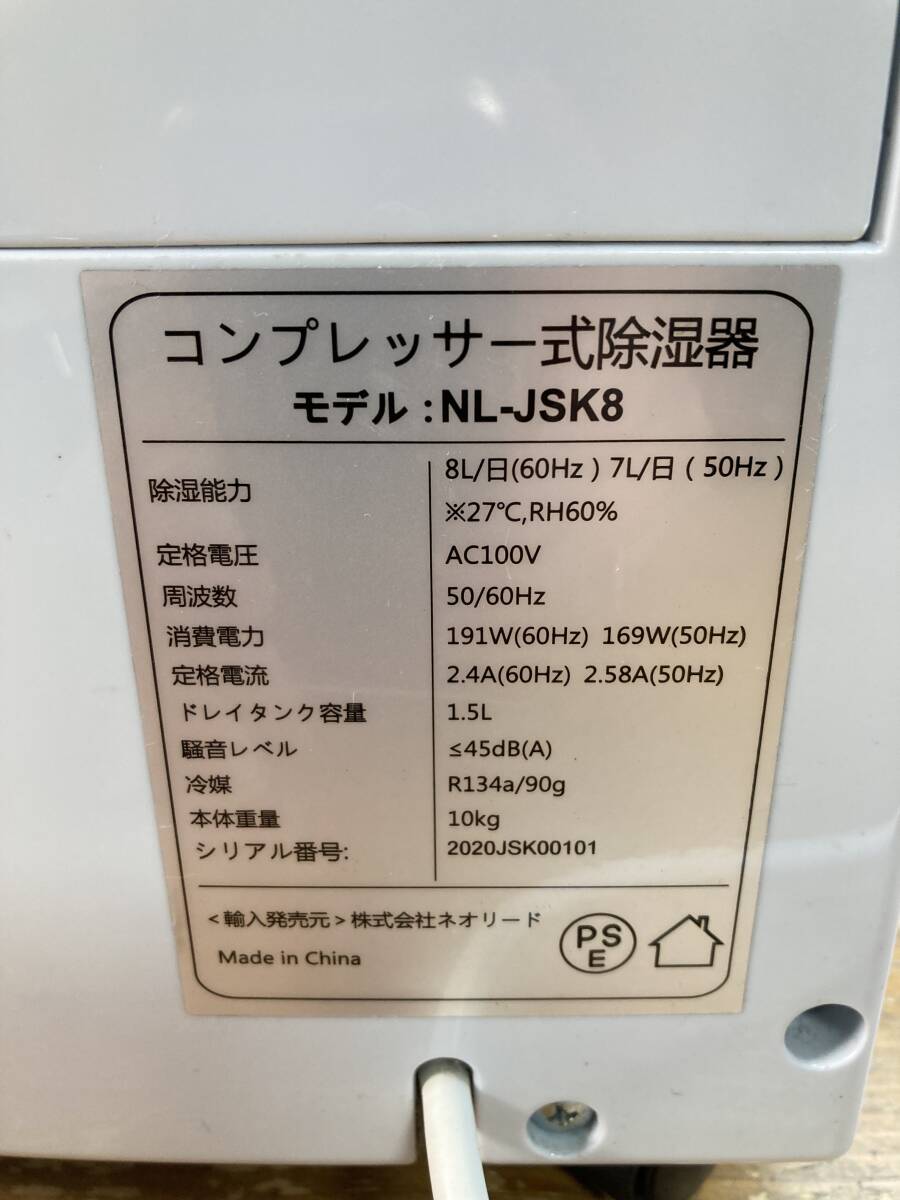 コンプレッサー式除湿器
モデル : NL-JSK8
除湿能力 8L/日(60Hz ) 7L/日 ( 50Hz )
※27℃,RH60%
定格電圧 AC100V
周波数 50/60Hz
消費電力 191W(60Hz) 169W(50Hz)
定格電流 2.4A(60Hz) 2.58A(50Hz)
ドレイタンク容量 1.5L
騒音レベル ≤45dB(A)
冷媒 R134a/90g
本体重量 10kg
シリアル番号: 2020JSK00101
<輸入発売元>株式会社ネオリード
Made in China
PS
E